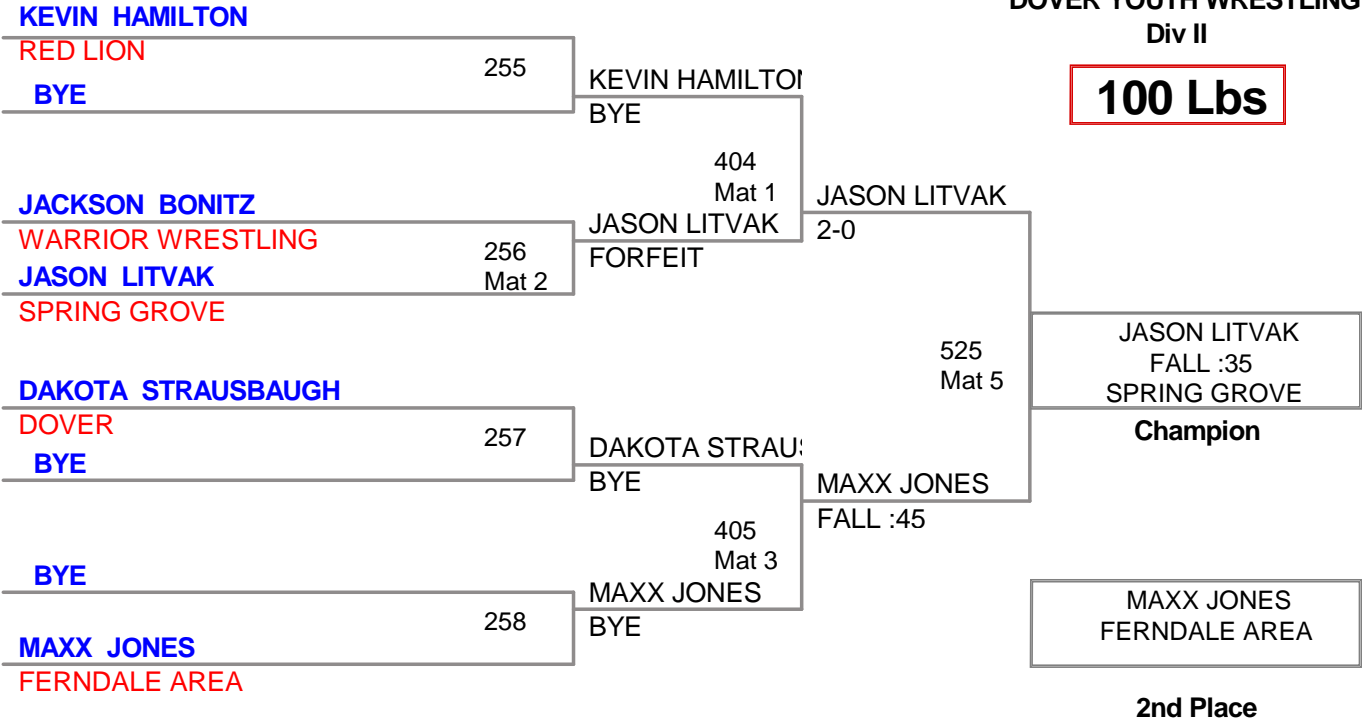 DOVER YOUTH WRESTLING
Div II
100 Lbs
KEVIN HAMILTON
RED LION
BYE
255
KEVIN HAMILTON
BYE
404
Mat 1
JACKSON BONITZ
WARRIOR WRESTLING
JASON LITVAK
SPRING GROVE
256
Mat 2
JASON LITVAK
FORFEIT
JASON LITVAK
2-0
DAKOTA STRAUSBAUGH
DOVER
BYE
257
DAKOTA STRAUS
BYE
405
Mat 3
BYE
MAXX JONES
FERNDALE AREA
258
MAXX JONES
BYE
MAXX JONES
FALL :45
525
Mat 5
JASON LITVAK
FALL :35
SPRING GROVE
Champion
MAXX JONES
FERNDALE AREA
2nd Place